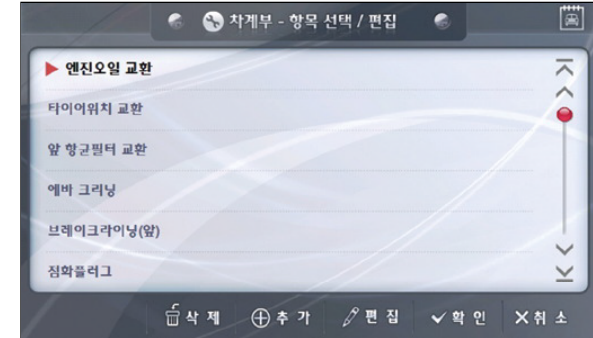 차계부 - 항목 선택 / 편집
엔진오일 교환
타이어위치 교환
앞 항균필터 교환
에바 크리닝
브레이크라이닝(앞)
점화플러그
삭 제
추 가
편 집
확 인
취 소